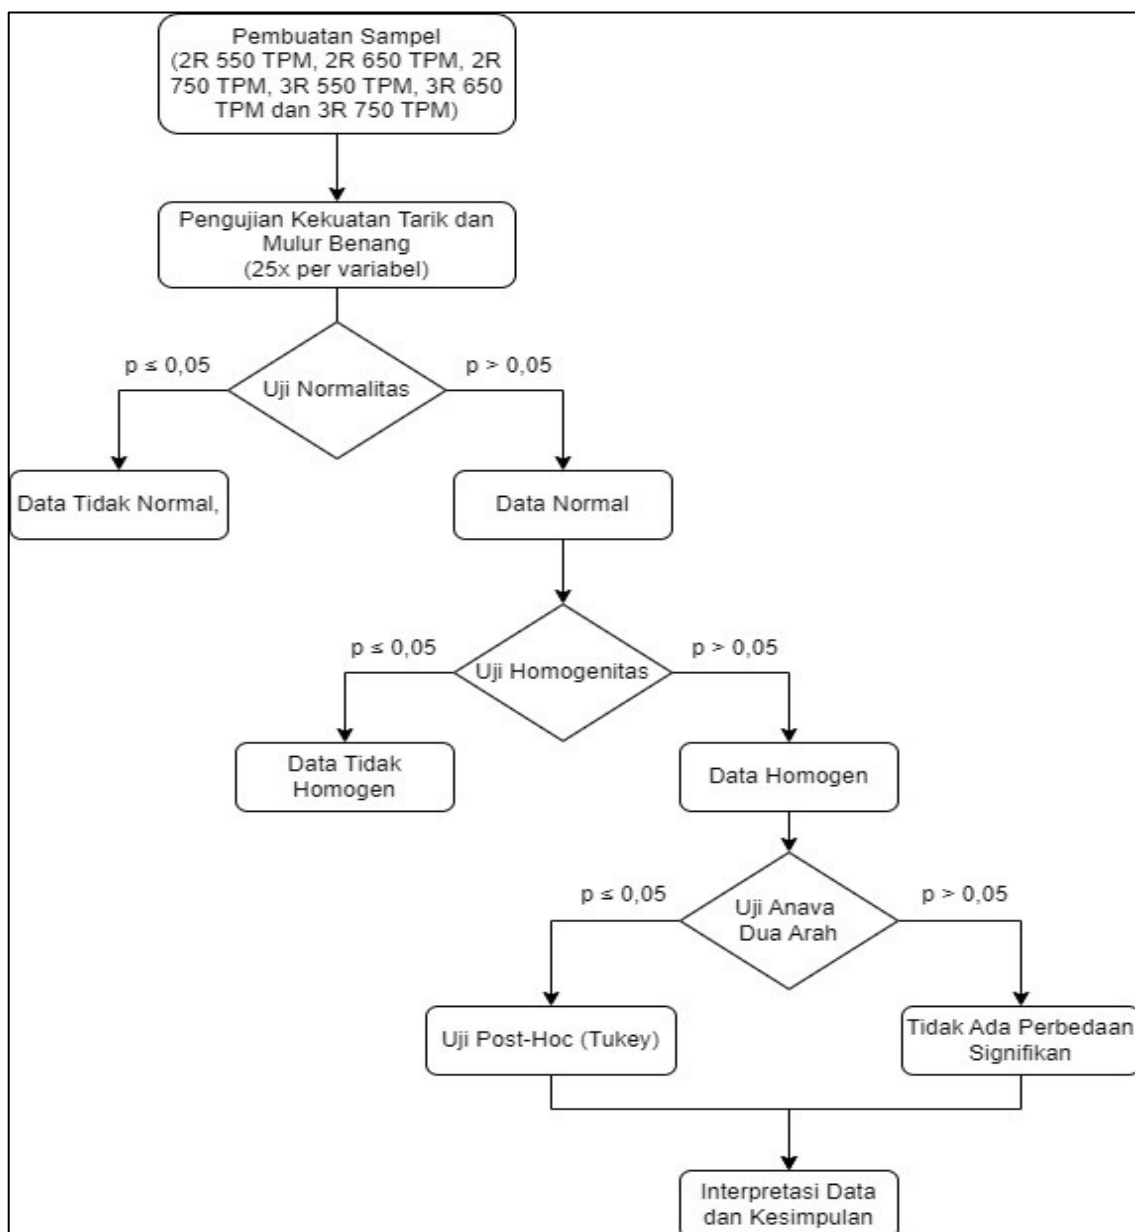 Pembuatan Sampel
(2R 550 TPM, 2R 650 TPM, 2R
750 TPM, 3R 550 TPM, 3R 650
TPM dan 3R 750 TPM)
Pengujian Kekuatan Tarik dan
Mulur Benang
(25x per variabel)
p ≤ 0,05
p > 0,05
Uji Normalitas
Data Tidak Normal,
Data Normal
p ≤ 0,05
p > 0,05
Uji Homogenitas
Data Tidak
Homogen
Data Homogen
p ≤ 0,05
p > 0,05
Uji Anava
Dua Arah
Uji Post-Hoc (Tukey)
Tidak Ada Perbedaan
Signifikan
Interpretasi Data
dan Kesimpulan